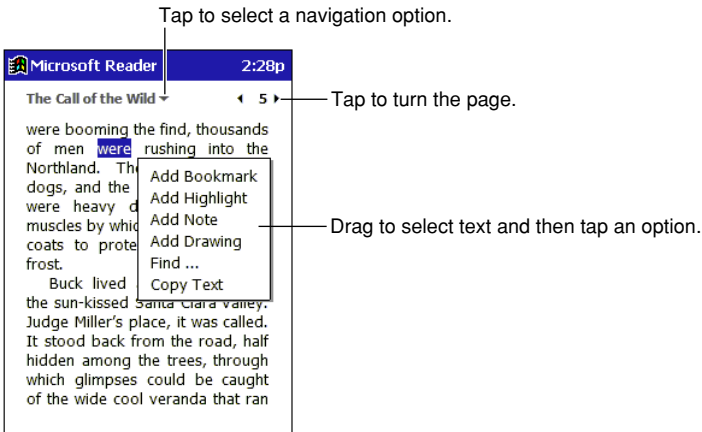 Tap to select a navigation option.
Microsoft Reader 2:28p
The Call of the Wild 5
Tap to turn the page.
were booming the find, thousands
of men were rushing into the
Northland. The
dogs, and the
were heavy d
muscles by whic
coats to prote
frost.
Add Bookmark
Add Highlight
Add Note
Add Drawing
Find ...
Copy Text
Drag to select text and then tap an option.
Buck lived
the sun-kissed Santa Clara valley.
Judge Miller's place, it was called.
It stood back from the road, half
hidden among the trees, through
which glimpses could be caught
of the wide cool veranda that ran